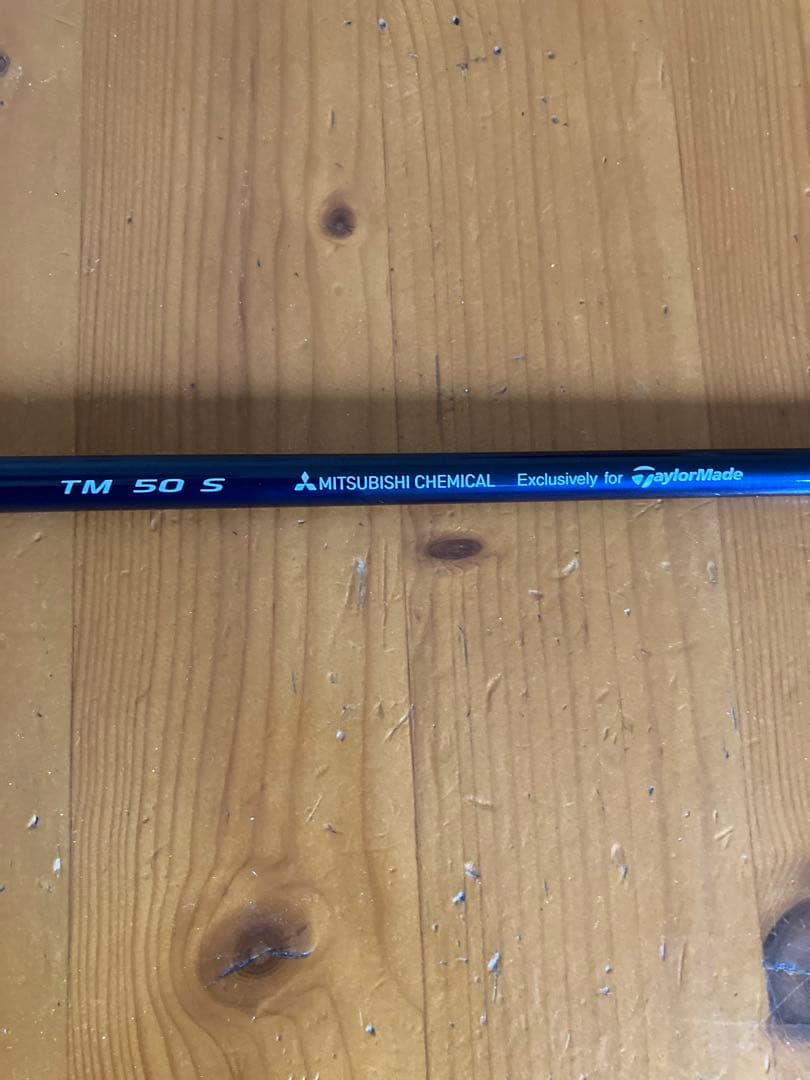 TM 50 S MITSUBISHI CHEMICAL Exclusively for TaylorMade